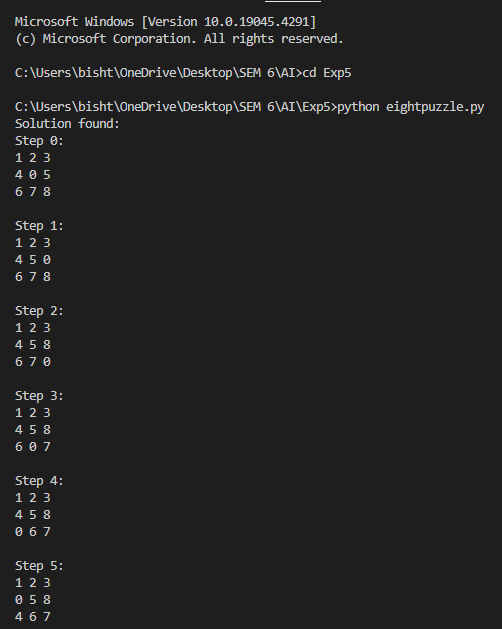 Microsoft Windows [Version 10.0.19045.4291]
(c) Microsoft Corporation. All rights reserved.
C:\Users\bisht\OneDrive\Desktop\SEM 6\AI>cd Exp5
C:\Users\bisht\OneDrive\Desktop\SEM 6\AI\Exp5>python eightpuzzle.py
Solution found:
Step 0:
1 2 3
4 0 5
6 7 8
Step 1:
1 2 3
4 5 0
6 7 8
Step 2:
1 2 3
4 5 8
6 7 0
Step 3:
1 2 3
4 5 8
6 0 7
Step 4:
1 2 3
4 5 8
0 6 7
Step 5:
1 2 3
0 5 8
4 6 7